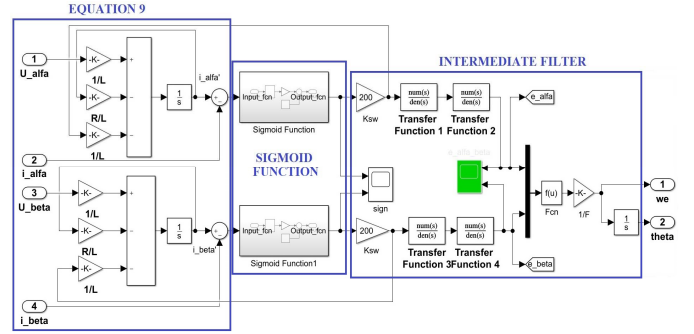 EQUATION 9
1
U_alfa
-K-
1/L
-K-
R/L
-K-
1/L
+
−
−
1
s
i_alfa'
+
−
2
i_alfa
3
U_beta
-K-
1/L
-K-
R/L
-K-
1/L
+
−
−
1
s
i_beta'
+
−
4
i_beta
Input_fcn
Output_fcn
Sigmoid Function
SIGMOID
FUNCTION
Input_fcn
Output_fcn
Sigmoid Function1
200
Ksw
sign
200
Ksw
INTERMEDIATE FILTER
num(s)
den(s)
Transfer
Function 1
num(s)
den(s)
Transfer
Function 2
e_alfa
num(s)
den(s)
Transfer
Function 3
num(s)
den(s)
Transfer
Function 4
e_beta
f(u)
Fcn
-K-
1/F
1
s
1
we
2
theta